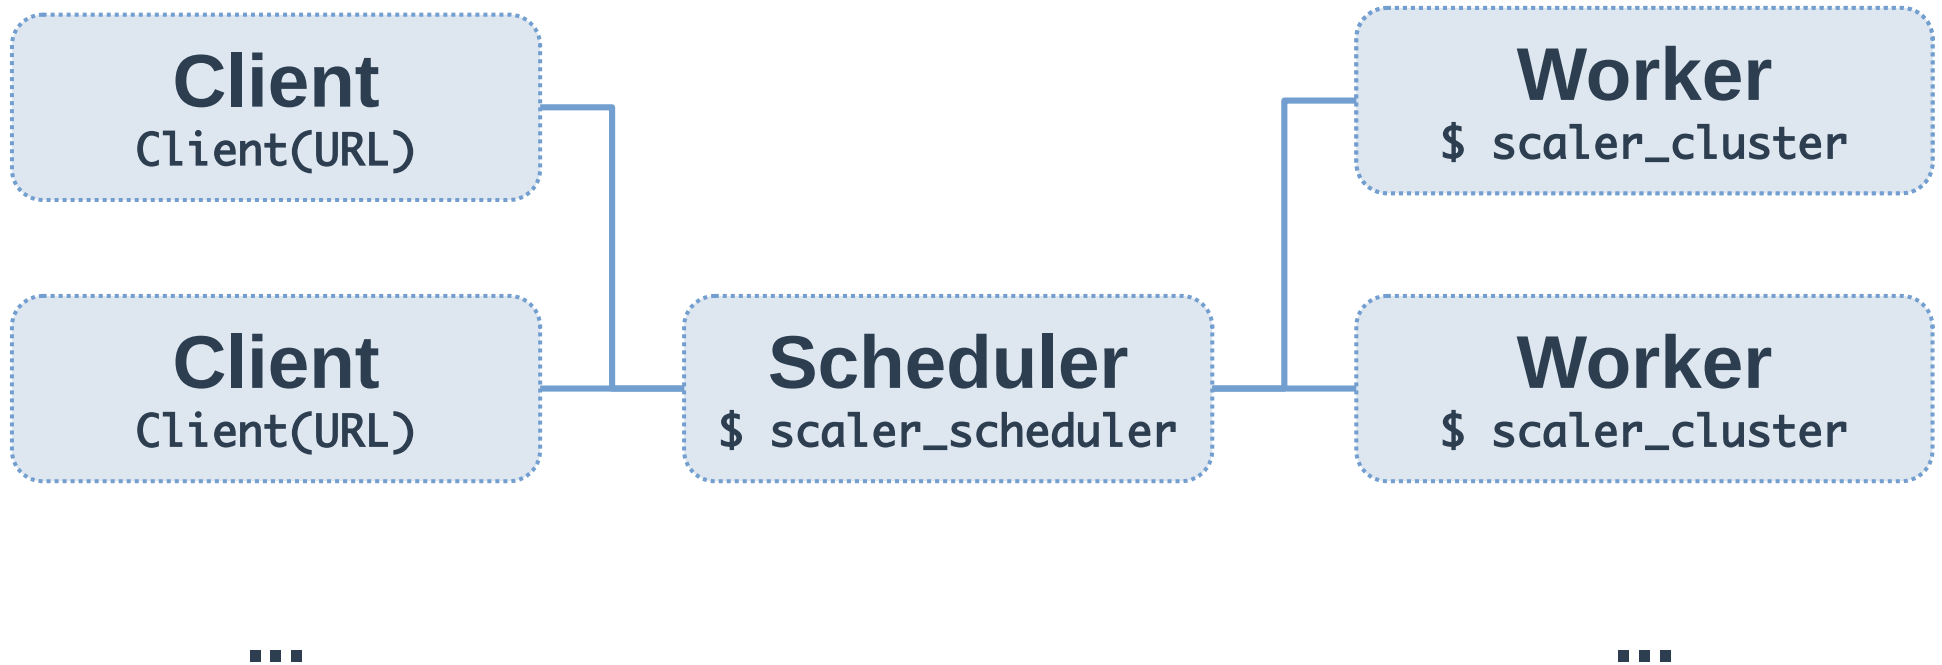 Client
Client(URL)
Worker
$ scaler_cluster
Client
Client(URL)
Scheduler
$ scaler_scheduler
Worker
$ scaler_cluster
...
...